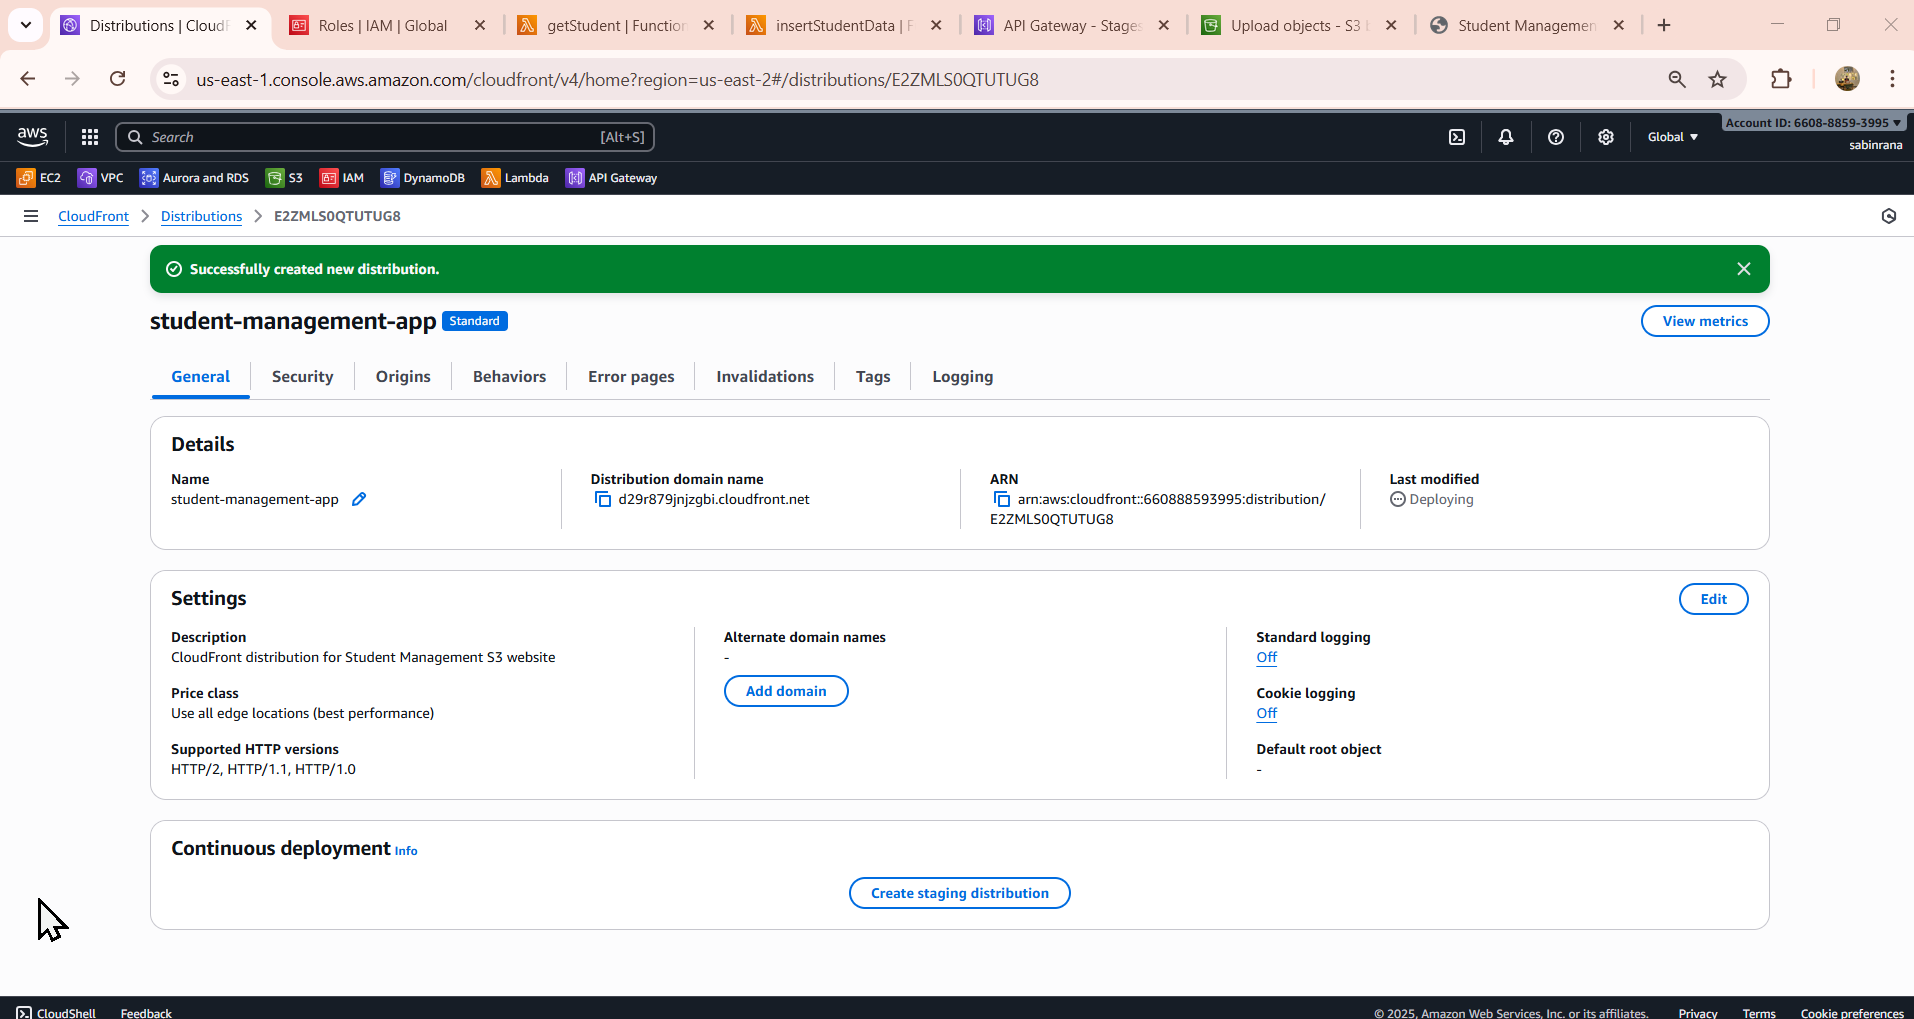 Distributions | CloudF
Roles | IAM | Global
getStudent | Function
insertStudentData | F
API Gateway - Stages
Upload objects - S3 b
Student Managemen
us-east-1.console.aws.amazon.com/cloudfront/v4/home?region=us-east-2#/distributions/E2ZMLS0QTUTUG8
aws
Search
[Alt+S]
Global
Account ID: 6608-8859-3995
sabinrana
EC2
VPC
Aurora and RDS
S3
IAM
DynamoDB
Lambda
API Gateway
CloudFront
Distributions
E2ZMLS0QTUTUG8
Successfully created new distribution.
student-management-app
Standard
View metrics
General
Security
Origins
Behaviors
Error pages
Invalidations
Tags
Logging
Details
Name
student-management-app
Distribution domain name
d29r879jnjzgbi.cloudfront.net
ARN
arn:aws:cloudfront::660888593995:distribution/
E2ZMLS0QTUTUG8
Last modified
Deploying
Settings
Edit
Description
CloudFront distribution for Student Management S3 website
Price class
Use all edge locations (best performance)
Supported HTTP versions
HTTP/2, HTTP/1.1, HTTP/1.0
Alternate domain names
-
Add domain
Standard logging
Off
Cookie logging
Off
Default root object
-
Continuous deployment
Info
Create staging distribution
CloudShell
Feedback
© 2025, Amazon Web Services, Inc. or its affiliates.
Privacy
Terms
Cookie preferences